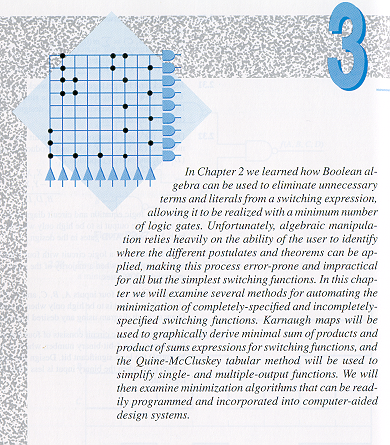 3
In Chapter 2 we learned how Boolean al-
gebra can be used to eliminate unnecessary
terms and literals from a switching expression,
allowing it to be realized with a minimum number
of logic gates. Unfortunately, algebraic manipula-
tion relies heavily on the ability of the user to identify
where the different postulates and theorems can be ap-
plied, making this process error-prone and impractical
for all but the simplest switching functions. In this chap-
ter we will examine several methods for automating the
minimization of completely-specified and incompletely-
specified switching functions. Karnaugh maps will be
used to graphically derive minimal sum of products and
product of sums expressions for switching functions, and
the Quine-McCluskey tabular method will be used to
simplify single- and multiple-output functions. We will
then examine minimization algorithms that can be read-
ily programmed and incorporated into computer-aided
design systems.